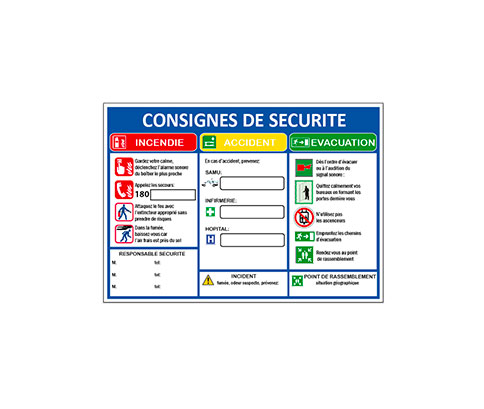 CONSIGNES DE SECURITE
INCENDIE
Gardez votre calme,
déclenchez l'alarme sonore
du boîtier le plus proche
Appelez les secours:
180
Attaquez le feu avec
l'extincteur approprié sans
prendre de risques
Dans la fumée,
baissez vous car
l'air frais est près du sol
RESPONSABLE SECURITE
M. tel:
M. tel:
M. tel:
ACCIDENT
En cas d'accident, prévenez:
SAMU:
INFIRMERIE:
HOPITAL:
INCIDENT
fumée, odeur suspecte, prévenez:
EVACUATION
Dès l'ordre d'évacuer
ou à l'audition du
signal sonore :
Quittez calmement vos
bureaux en fermant les
portes derrière vous
N'utilisez pas
les ascenseurs
Empruntez les chemins
d'évacuation
Rendez vous au point
de rassemblement
POINT DE RASSEMBLEMENT
situation géographique